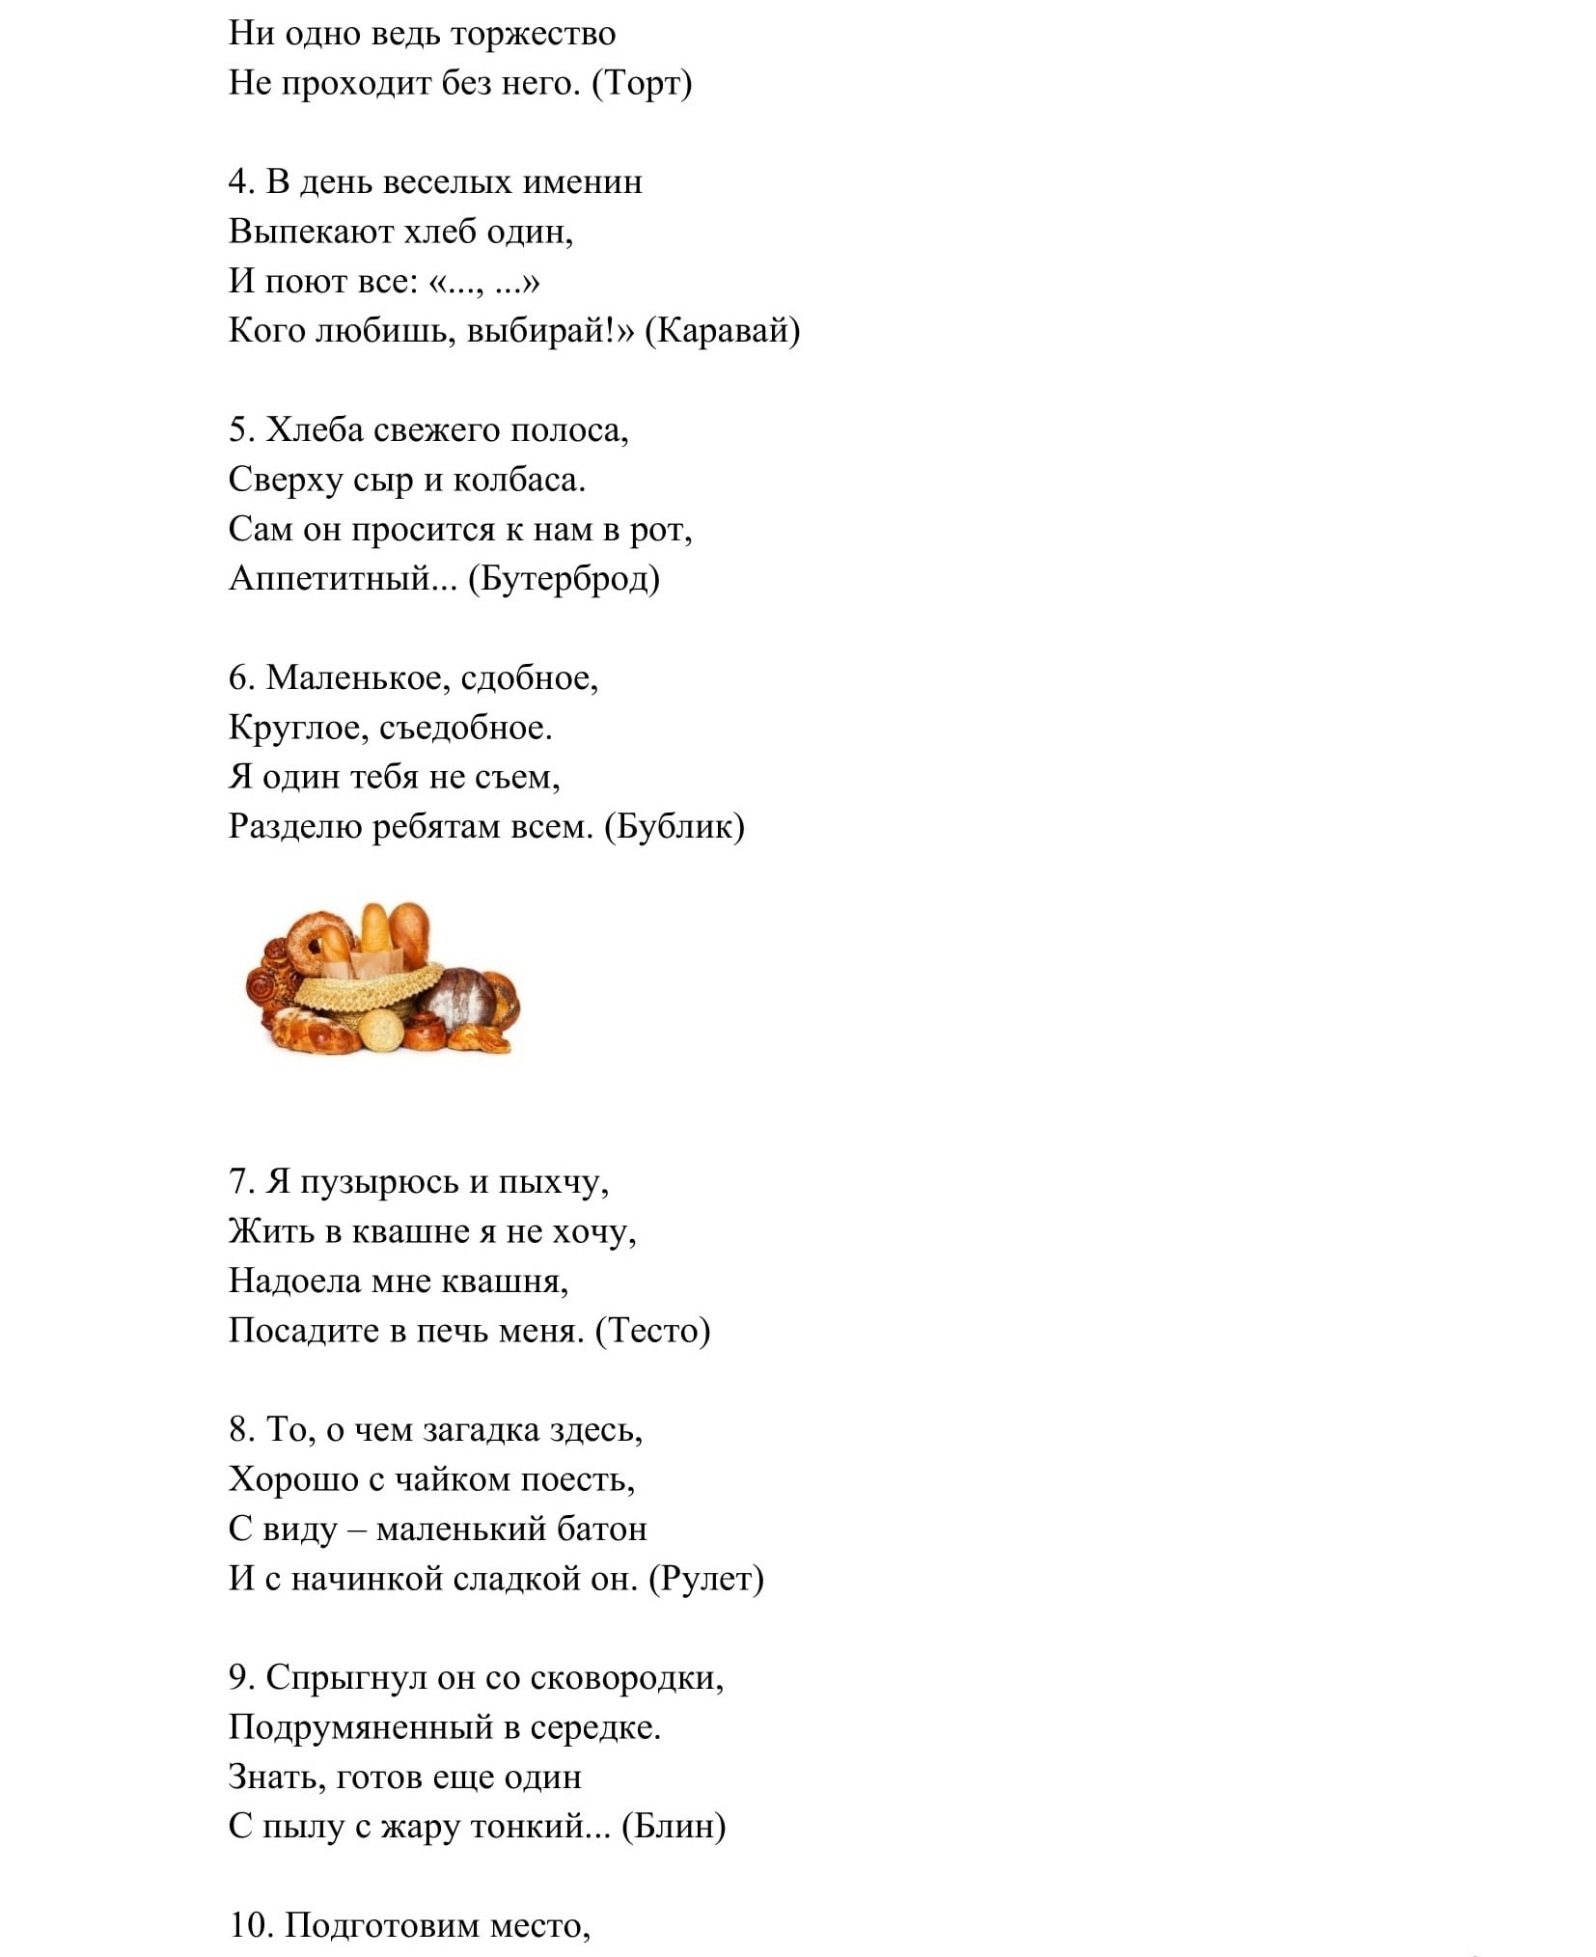 Ни одно ведь торжество
Не проходит без него. (Торт)
4. В день веселых именин
Выпекают хлеб один,
И поют все: «..., ...»
Кого любишь, выбирай!» (Каравай)
5. Хлеба свежего полоса,
Сверху сыр и колбаса.
Сам он просится к нам в рот,
Аппетитный... (Бутерброд)
6. Маленькое, сдобное,
Круглое, съедобное.
Я один тебя не съем,
Разделю ребятам всем. (Бублик)
7. Я пузырюсь и пыхчу,
Жить в квашне я не хочу,
Надоела мне квашня,
Посадите в печь меня. (Тесто)
8. То, о чем загадка здесь,
Хорошо с чайком поесть,
С виду – маленький батон
И с начинкой сладкой он. (Рулет)
9. Спрыгнул он со сковородки,
Подрумяненный в середке.
Знать, готов еще один
С пылу с жару тонкий... (Блин)
10. Подготовим место,